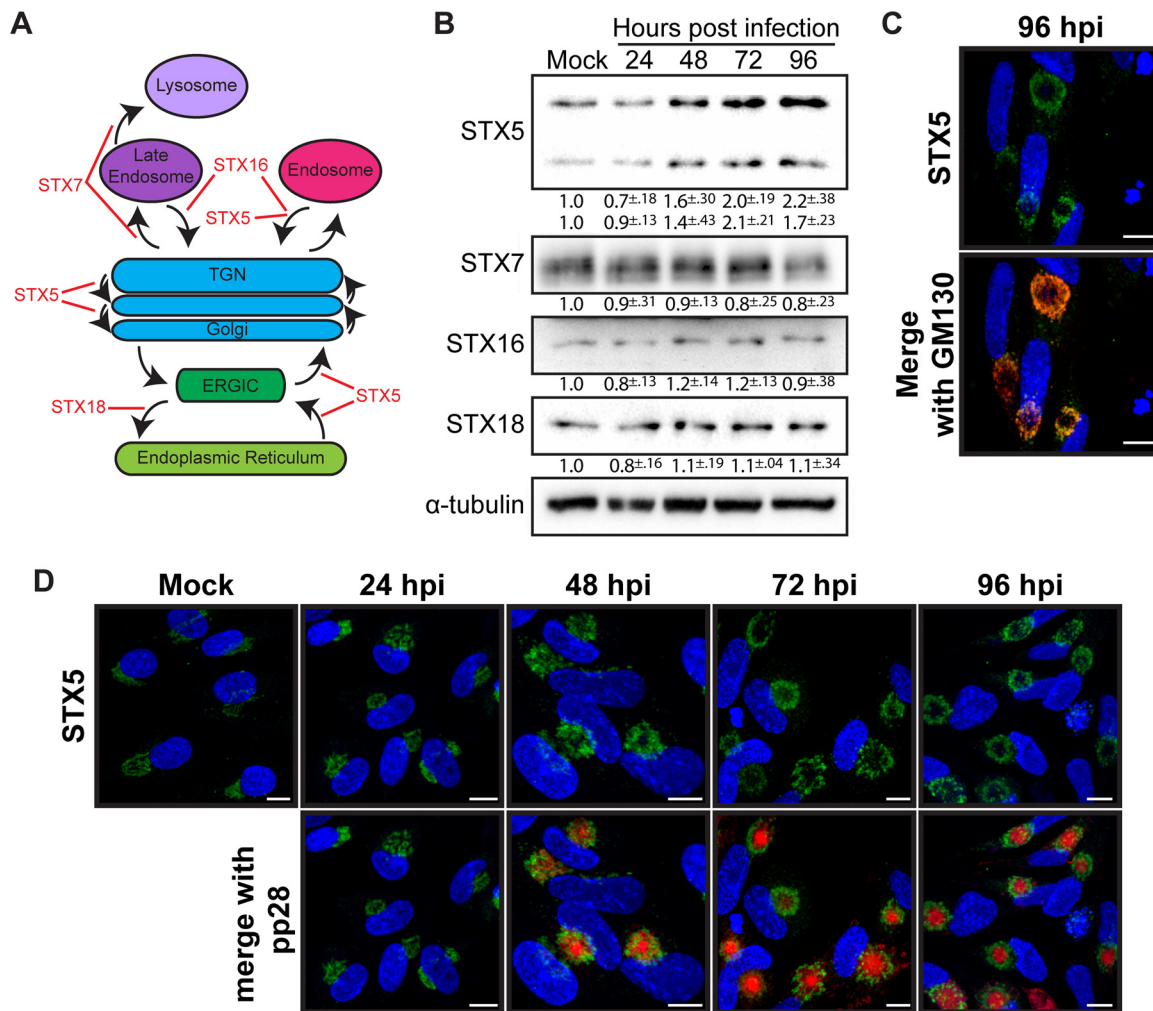 A
Lysosome
Late
Endosome
STX16
Endosome
STX7
STX5
TGN
STX5
Golgi
ERGIC
STX18
STX5
Endoplasmic Reticulum
B
Hours post infection
Mock 24 48 72 96
STX5
1.0 0.7±.18 1.6±.30 2.0±.19 2.2±.38
1.0 0.9±.13 1.4±.43 2.1±.21 1.7±.23
STX7
1.0 0.9±.31 0.9±.13 0.8±.25 0.8±.23
STX16
1.0 0.8±.13 1.2±.14 1.2±.13 0.9±.38
STX18
1.0 0.8±.16 1.1±.19 1.1±.04 1.1±.34
α-tubulin
C
96 hpi
STX5
Merge
with GM130
D
Mock 24 hpi 48 hpi 72 hpi 96 hpi
STX5
merge with
pp28